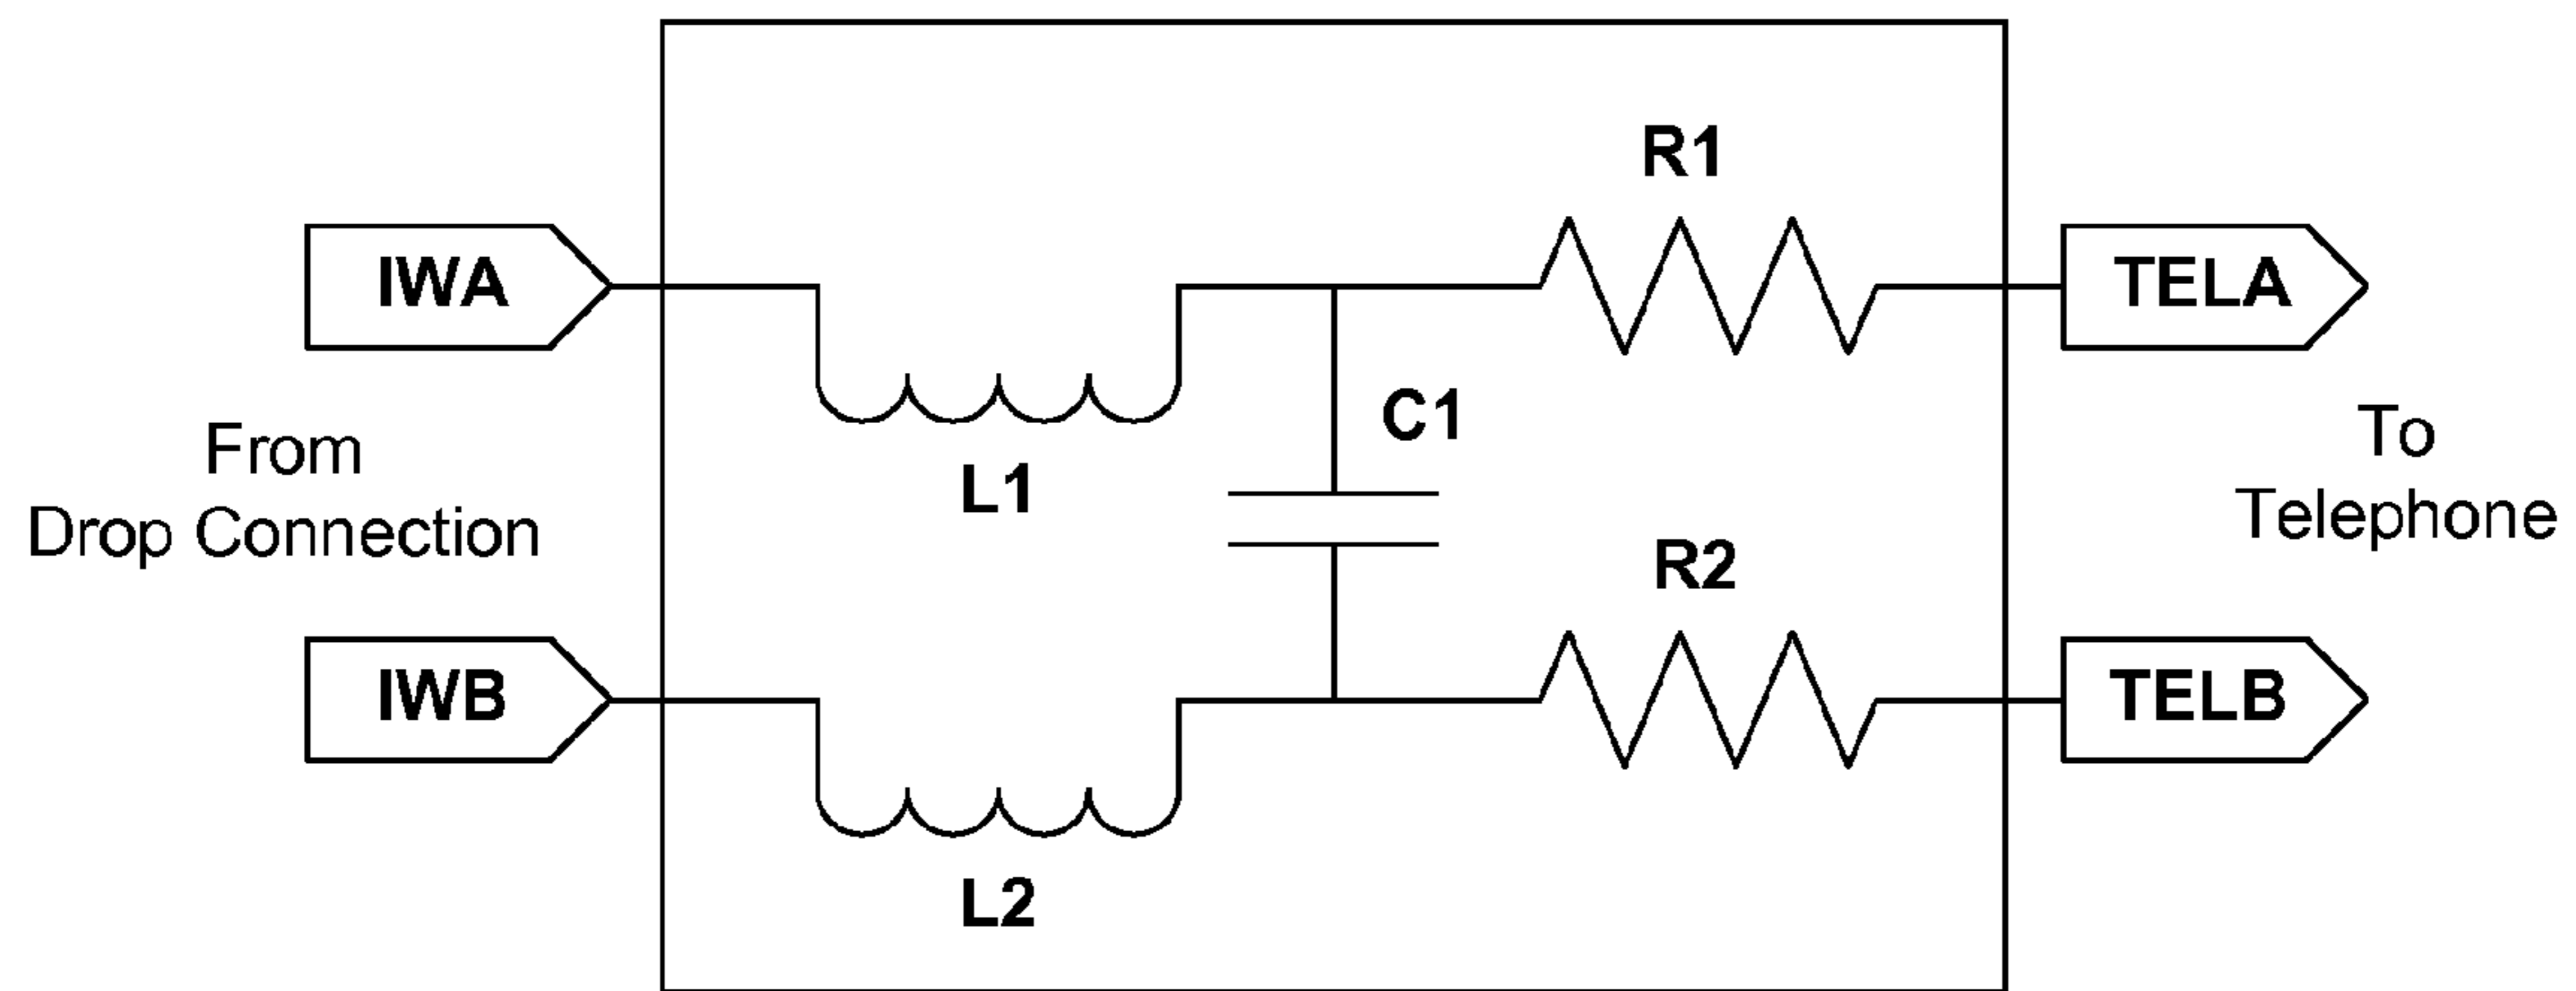 R1
IWA
TELA
C1
From
Drop Connection
L1
To
Telephone
R2
IWB
TELB
L2